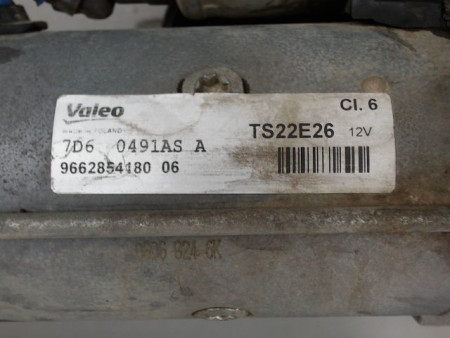 Valeo
Cl. 6
MADE IN POLAND
TS22E26 12V
7D6 0491AS A
9662854180 06